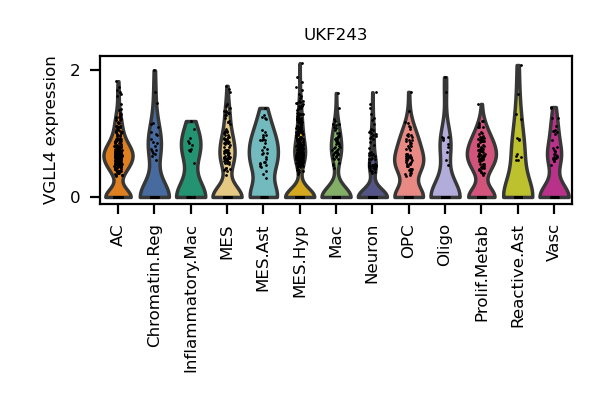 UKF243
VGLL4 expression
2
0
AC
Chromatin.Reg
Inflammatory.Mac
MES
MES.Ast
MES.Hyp
Mac
Neuron
OPC
Oligo
Prolif.Metab
Reactive.Ast
Vasc